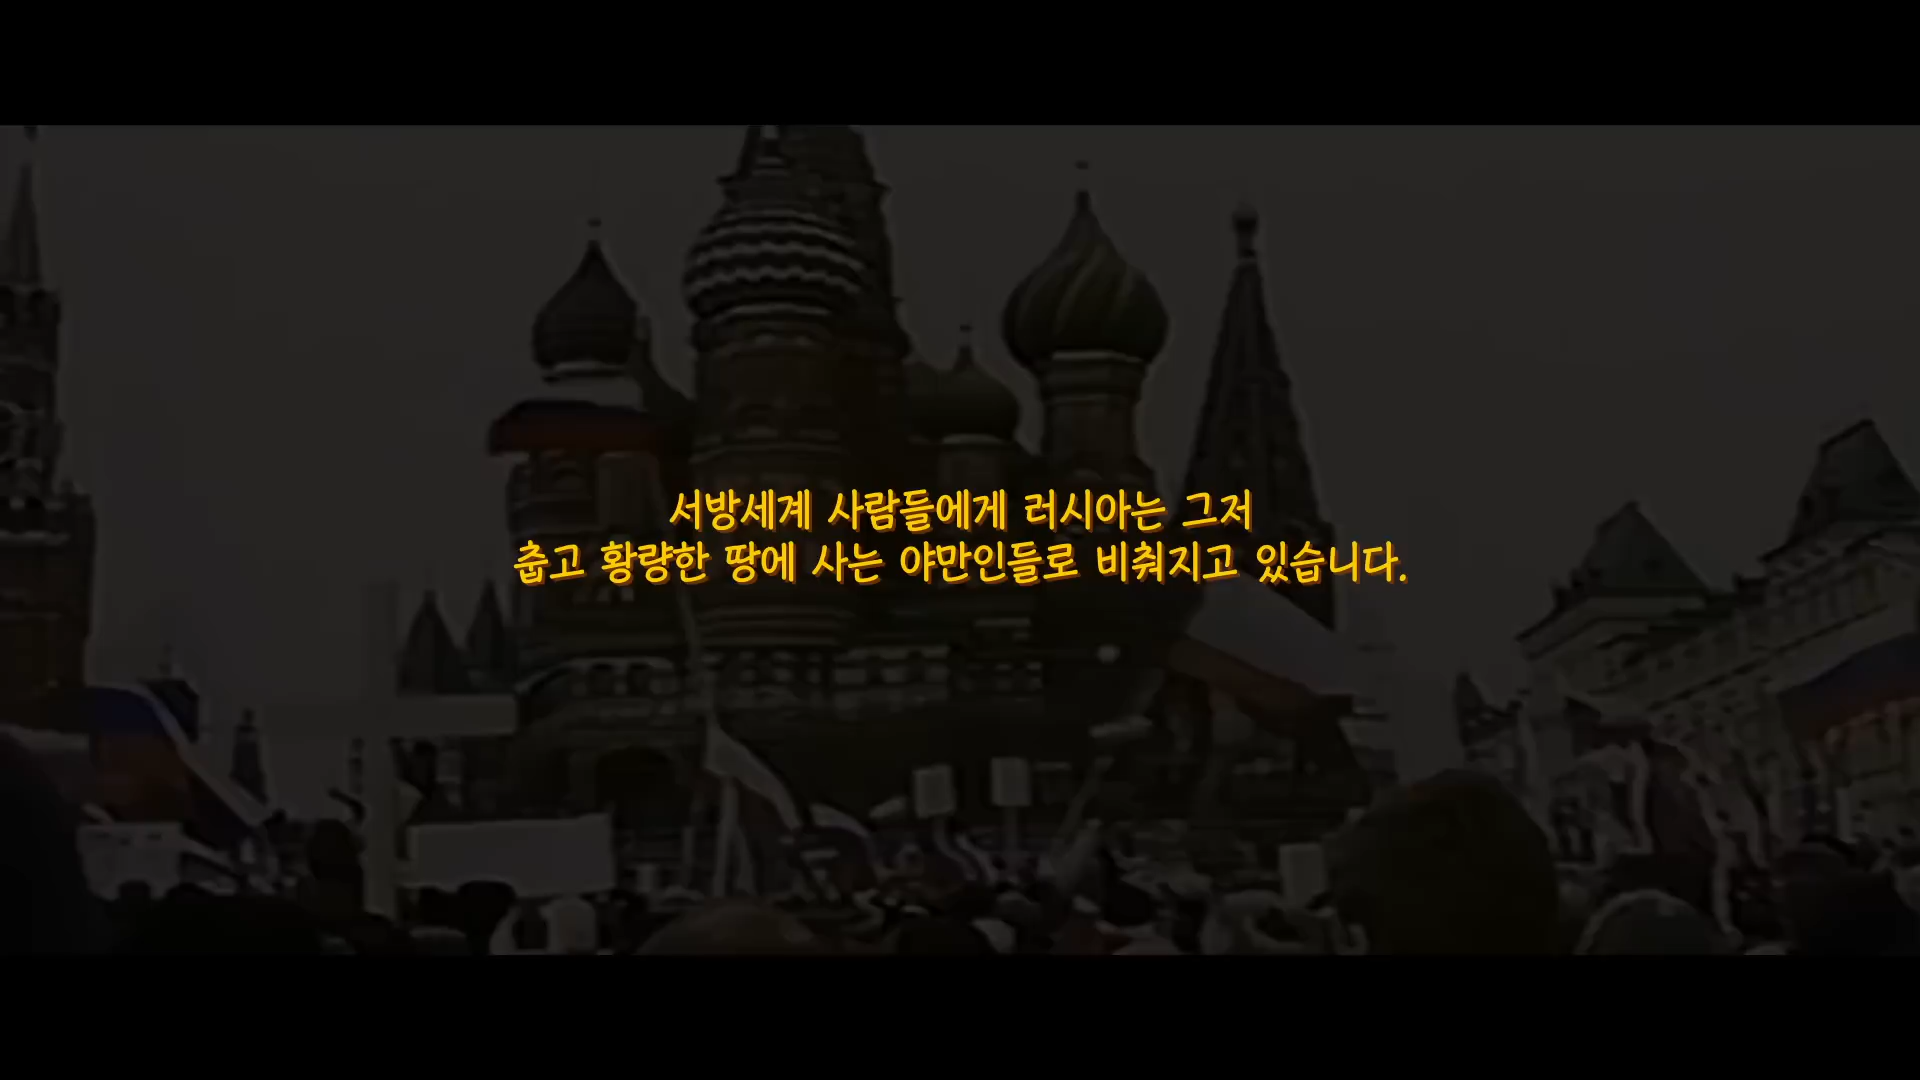 서방세계 사람들에게 러시아는 그저
춥고 황량한 땅에 사는 야만인들로 비춰지고 있습니다.